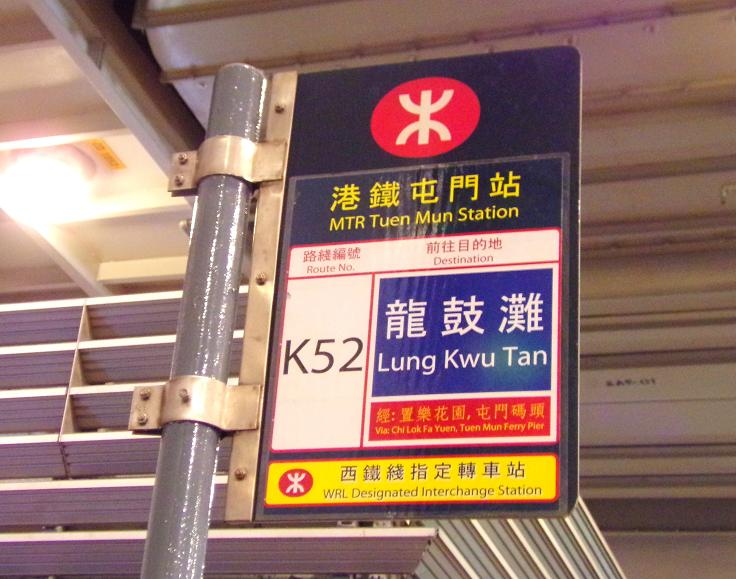 港鐵屯門站
MTR Tuen Mun Station
路綫編號
Route No.
前往目的地
Destination
K52
龍鼓灘
Lung Kwu Tan
經: 置樂花園, 屯門碼頭
Via: Chi Lok Fa Yuen, Tuen Mun Ferry Pier
西鐵綫指定轉車站
WRL Designated Interchange Station